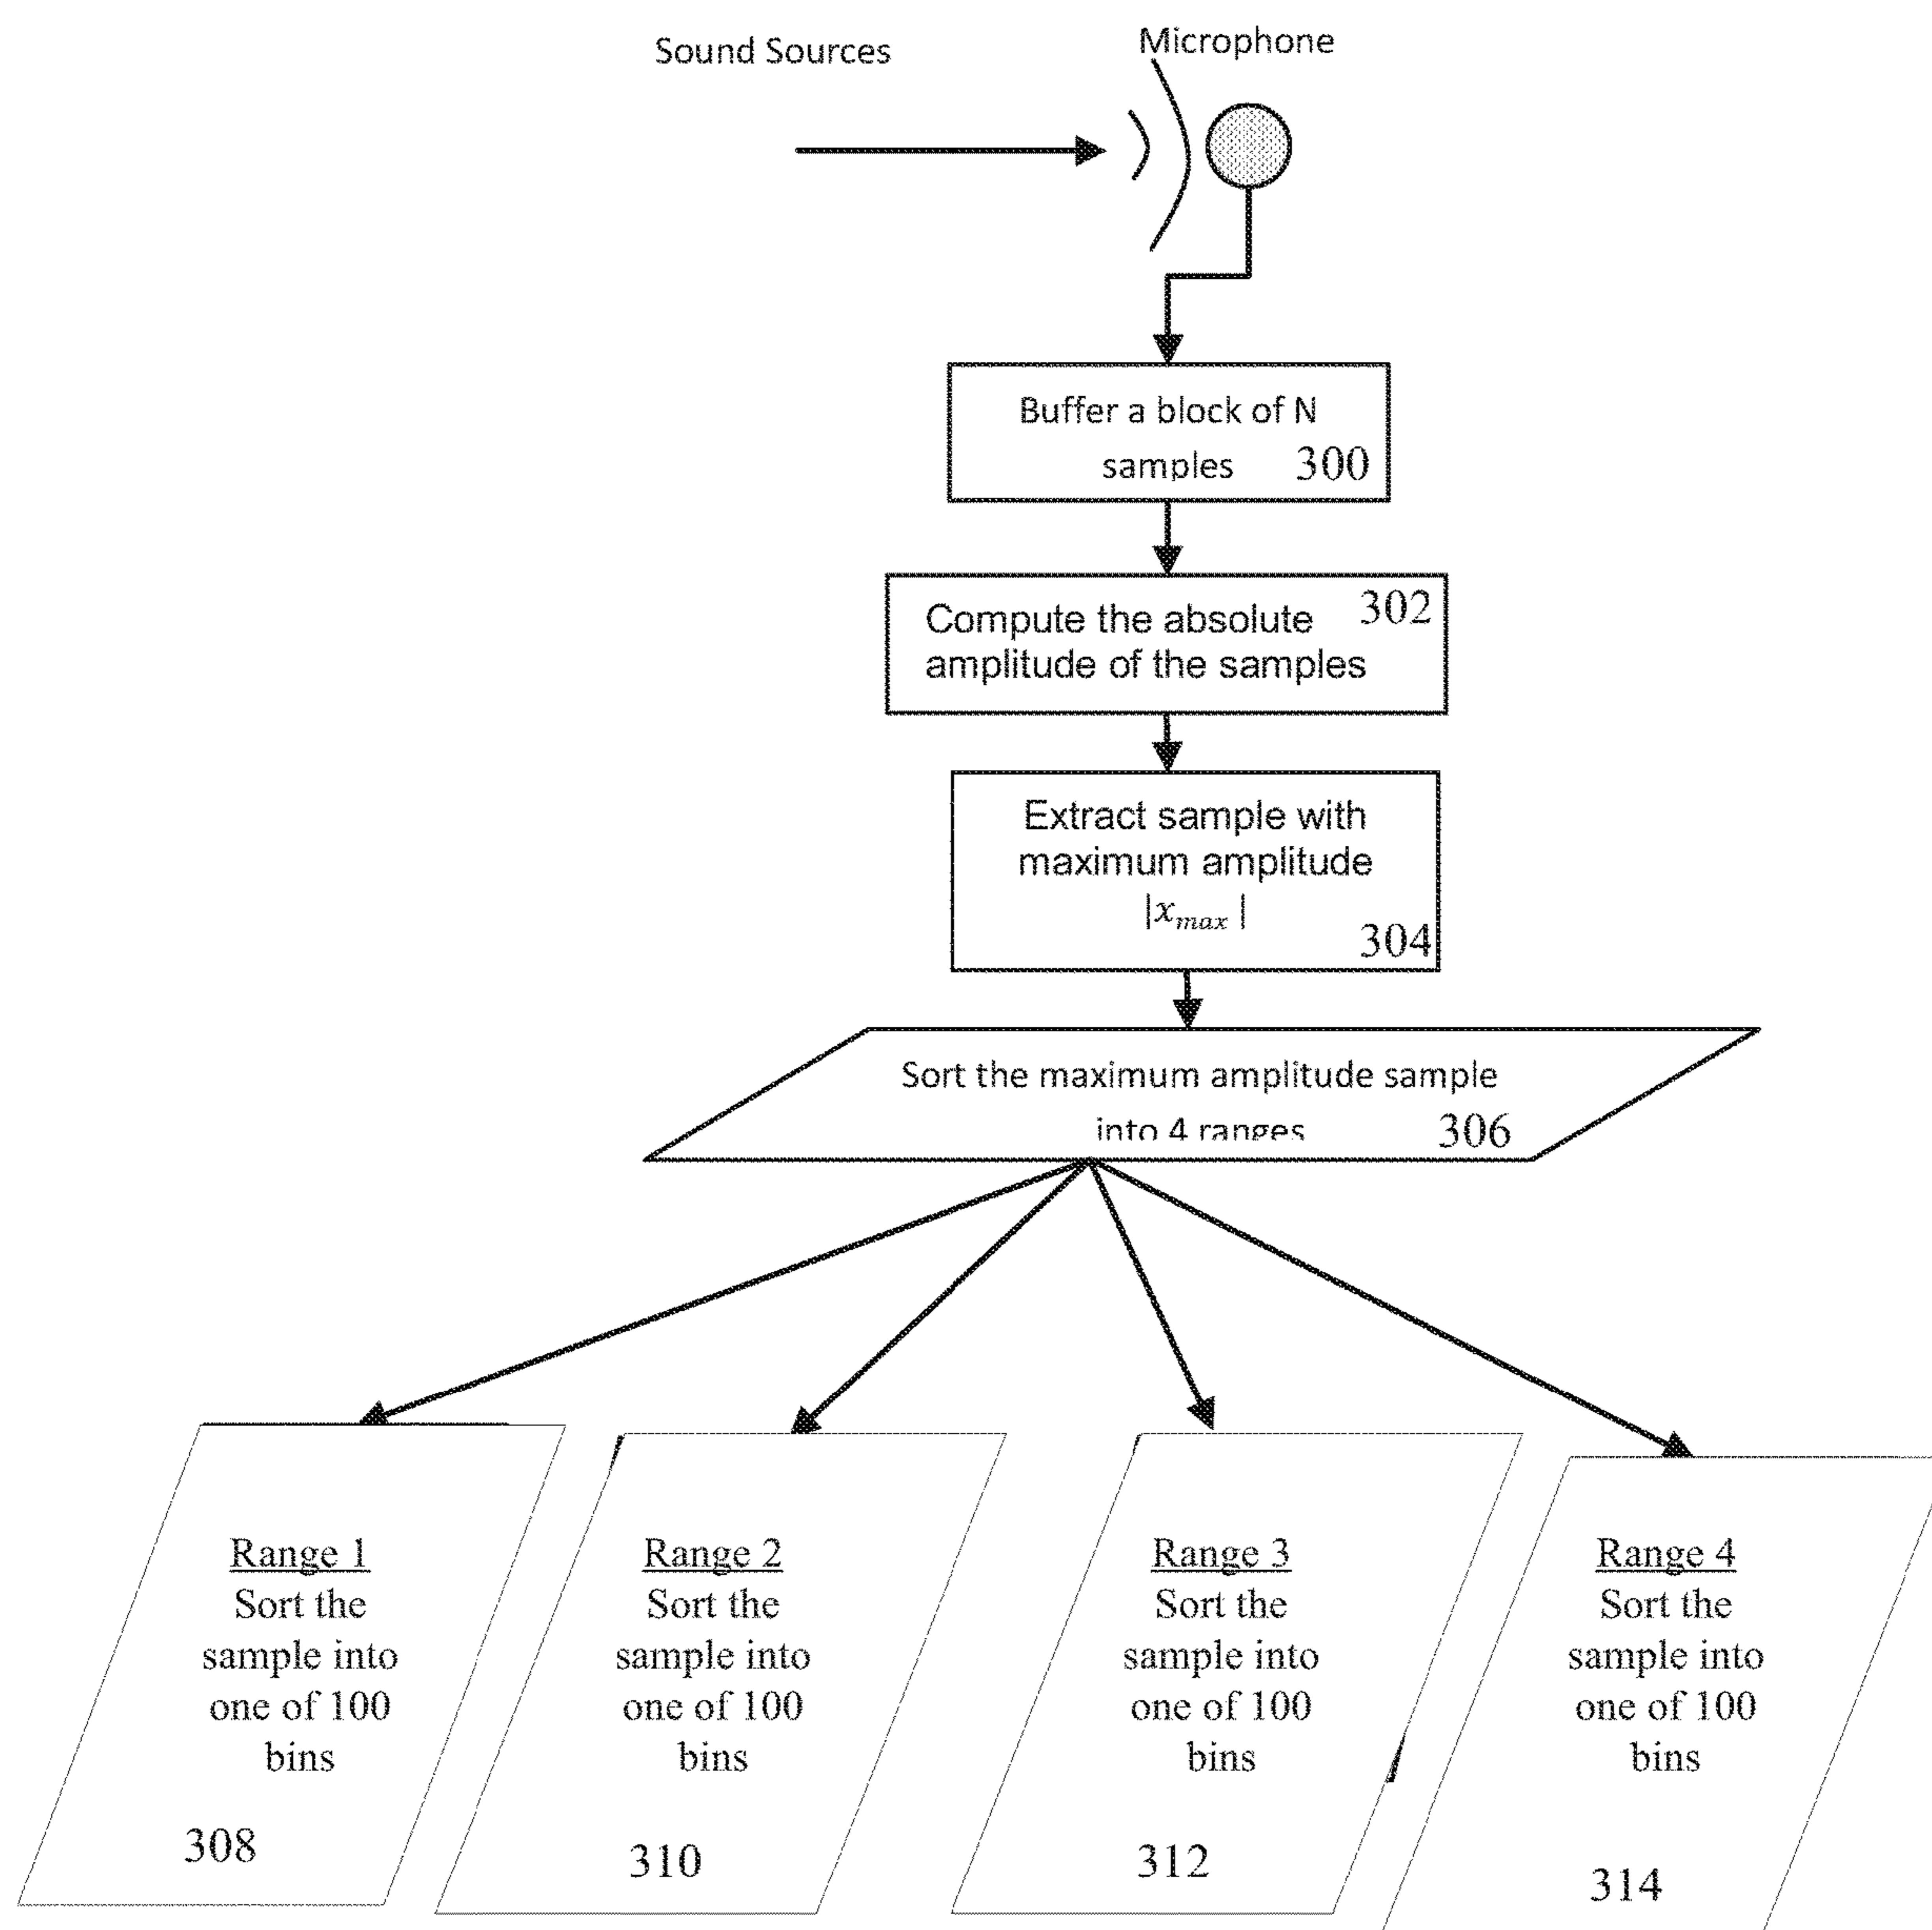 Sound Sources
Microphone
Buffer a block of N
samples 300
302
Compute the absolute
amplitude of the samples
Extract sample with
maximum amplitude
|x_max|
304
Sort the maximum amplitude sample
into 4 ranges 306
Range 1
Sort the
sample into
one of 100
bins
308
Range 2
Sort the
sample into
one of 100
bins
310
Range 3
Sort the
sample into
one of 100
bins
312
Range 4
Sort the
sample into
one of 100
bins
314